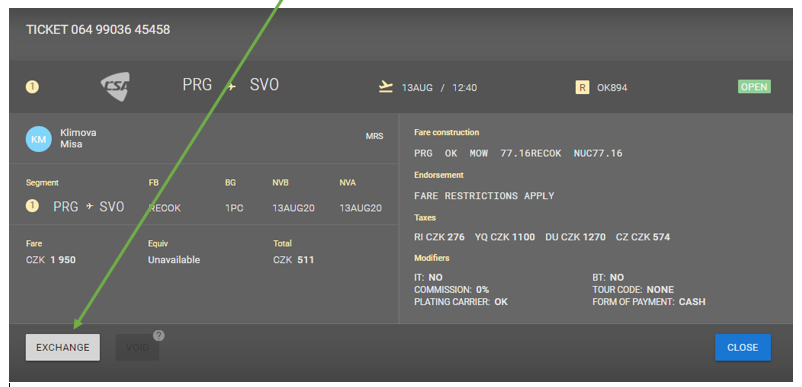 TICKET 064 99036 45458
1 CSA PRG SVO 13AUG / 12:40 R OK894 OPEN
KM Klimova
Misa
MRS
Segment FB BG NVB NVA
1 PRG SVO RECOK 1PC 13AUG20 13AUG20
Fare Equiv Total
CZK 1 950 Unavailable CZK 511
Fare construction
PRG OK MOW 77.16RECOK NUC77.16
Endorsement
FARE RESTRICTIONS APPLY
Taxes
RI CZK 276 YQ CZK 1100 DU CZK 1270 CZ CZK 574
Modifiers
IT: NO BT: NO
COMMISSION: 0% TOUR CODE: NONE
PLATING CARRIER: OK FORM OF PAYMENT: CASH
EXCHANGE VOID ? CLOSE